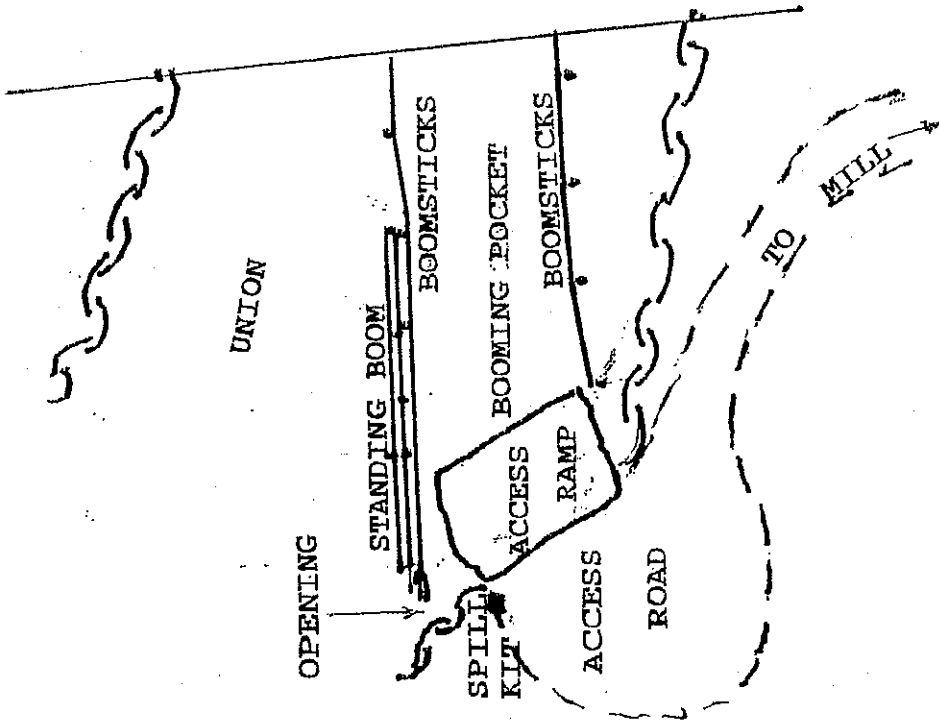 UNION
OPENING
STANDING BOOM
BOOMSTICKS
BOOMING POCKET
BOOMSTICKS
ACCESS
RAMP
SPILL
KIT
ACCESS
ROAD
TO MILL